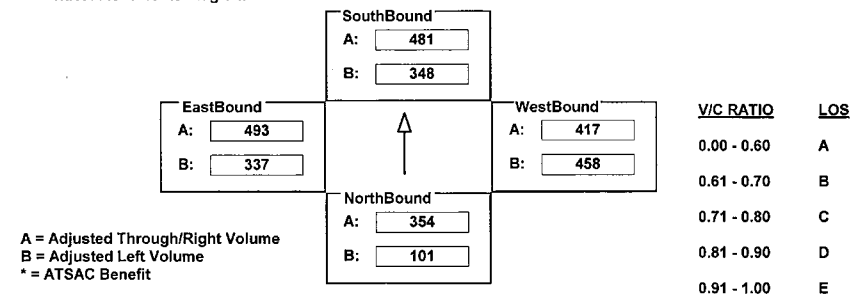 SouthBound
A: 481
B: 348
EastBound
A: 493
B: 337
WestBound
A: 417
B: 458
NorthBound
A: 354
B: 101
A = Adjusted Through/Right Volume
B = Adjusted Left Volume
* = ATSAC Benefit
V/C RATIO LOS
0.00 - 0.60 A
0.61 - 0.70 B
0.71 - 0.80 C
0.81 - 0.90 D
0.91 - 1.00 E